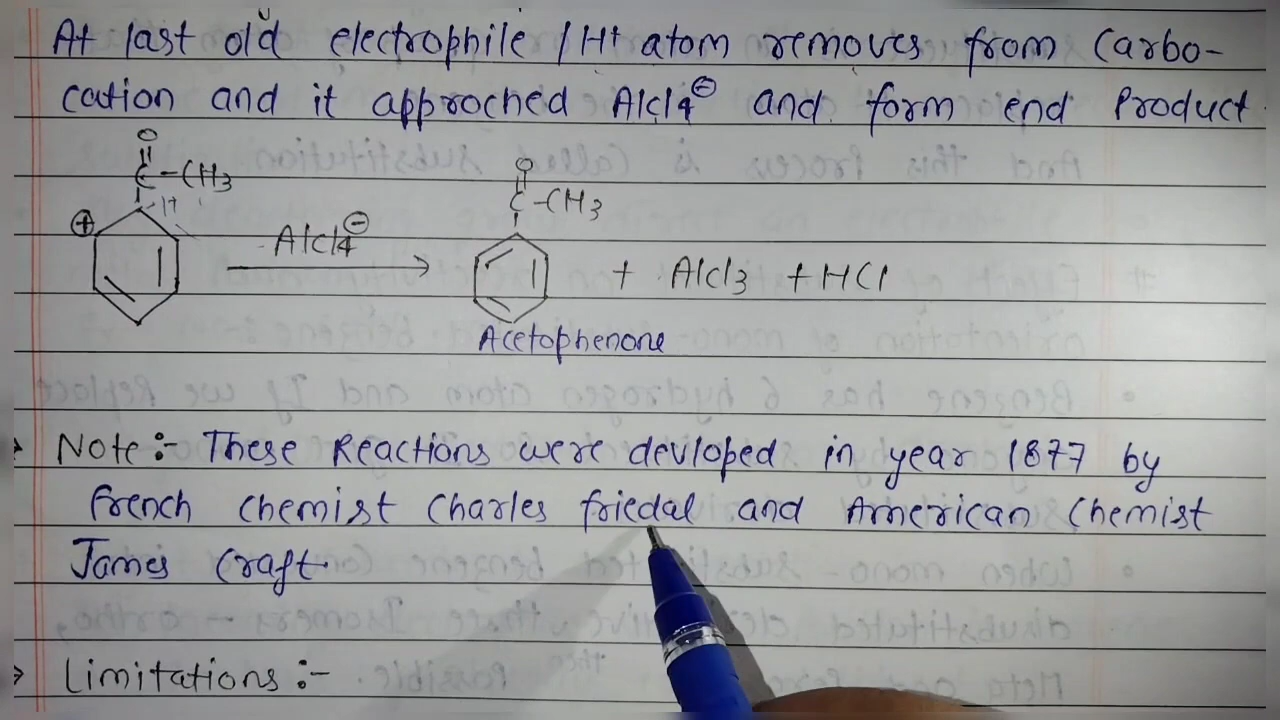 At last old electrophile / H+ atom removes from Carbo-
cation and it approched AlCl4⊖ and form end Product.
O
C-CH3
H
⊕
AlCl4⊖
O
C-CH3
+ AlCl3 + HCl
Acetophenone
Note:- These Reactions were devloped in year 1877 by
french chemist Charles friedal and American Chemist
James Craft.
Limitations:-